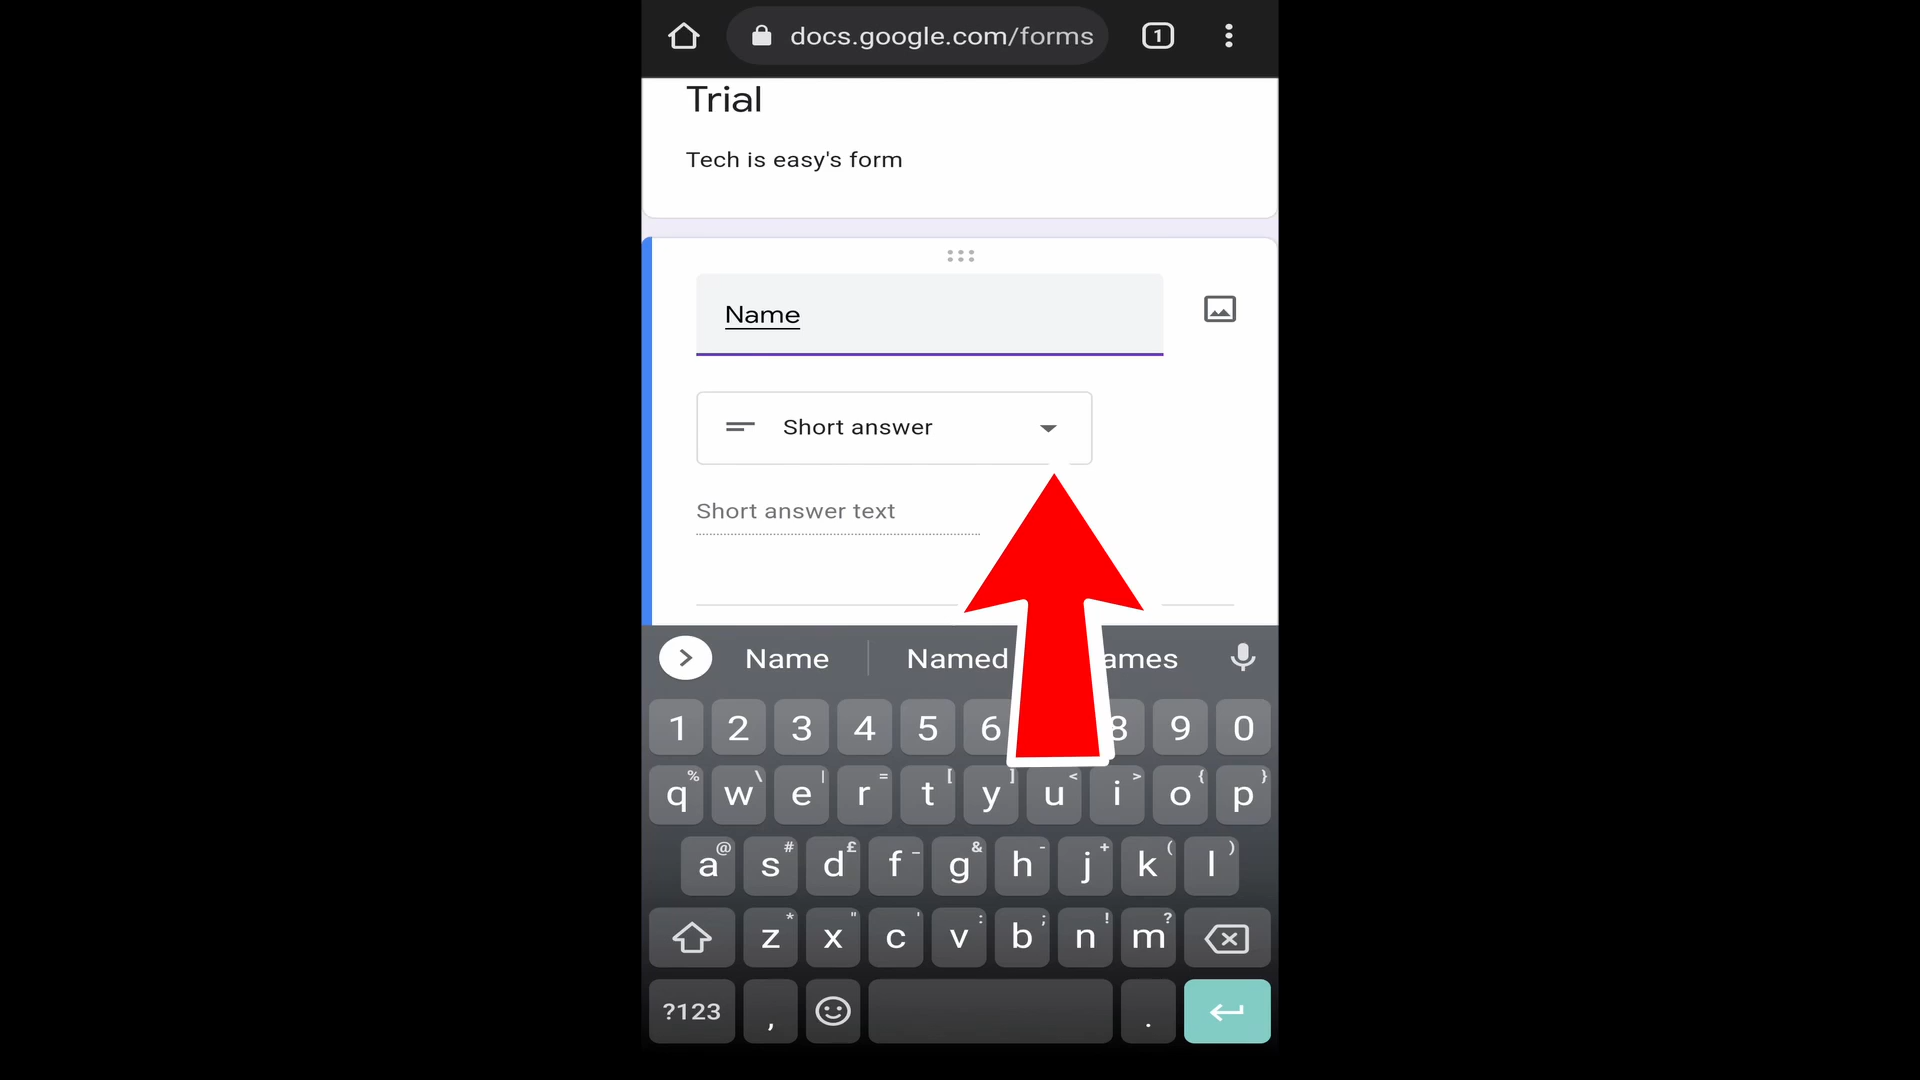 docs.google.com/forms 1
Trial
Tech is easy's form
Name
Short answer
Short answer text
Name Named ames
1 2 3 4 5 6 8 9 0
% \ | = [ ] < > { }
q w e r t y u i o p
@ # £ _ & - + ( )
a s d f g h j k l
* " ' : ; ! ?
z x c v b n m
?123 , .